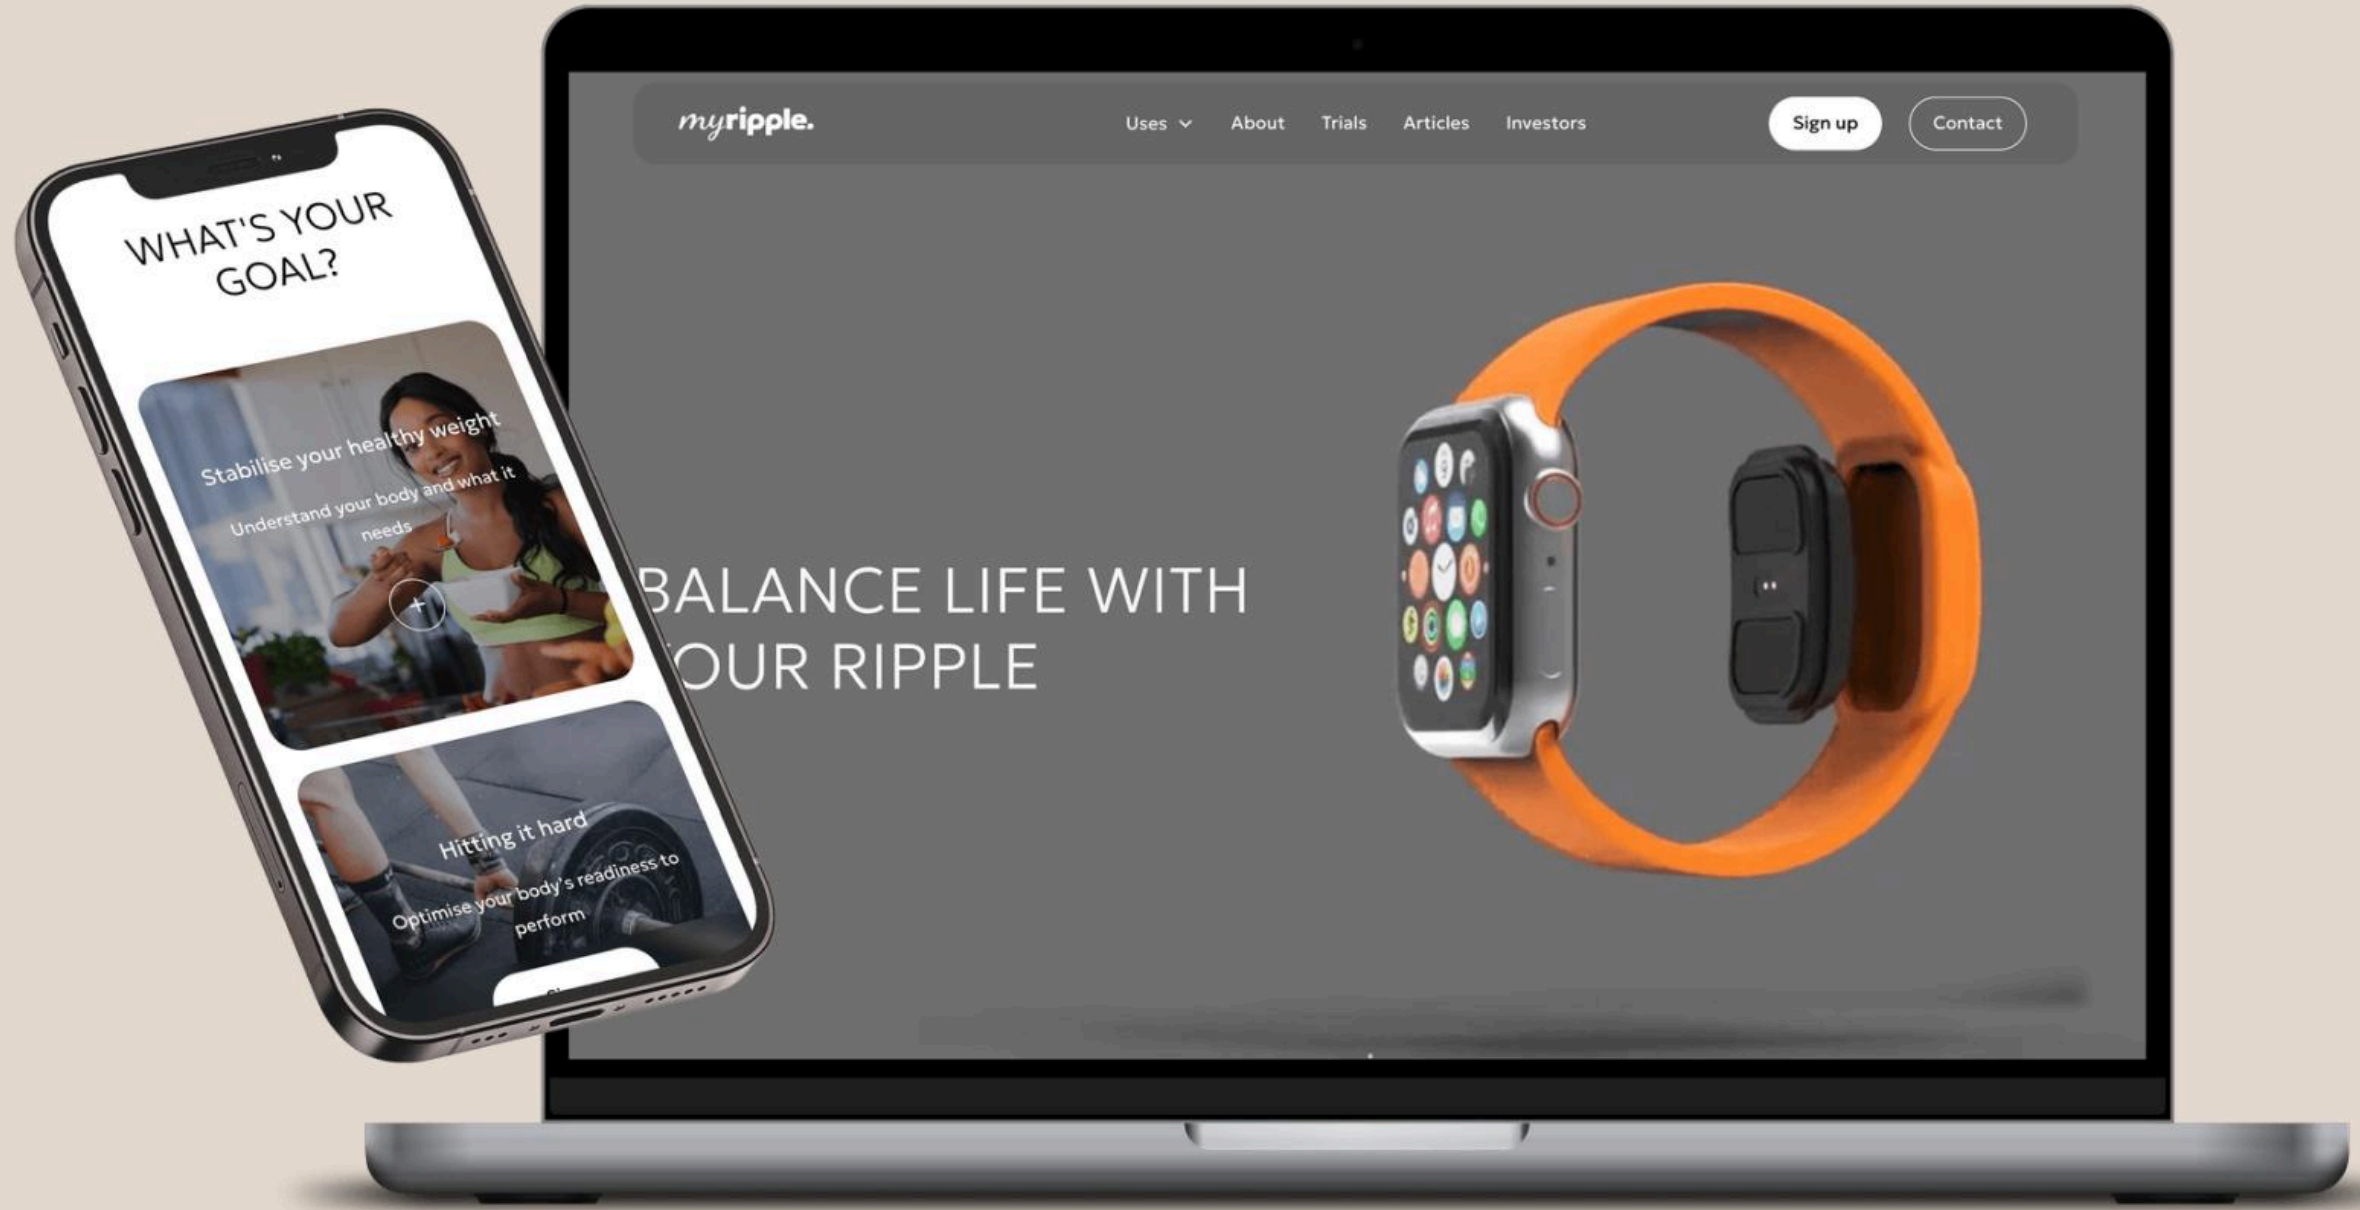 WHAT'S YOUR
GOAL?
Stabilise your healthy weight
Understand your body and what it
needs
Hitting it hard
Optimise your body's readiness to
perform
myripple.
Uses
About
Trials
Articles
Investors
Sign up
Contact
BALANCE LIFE WITH
OUR RIPPLE